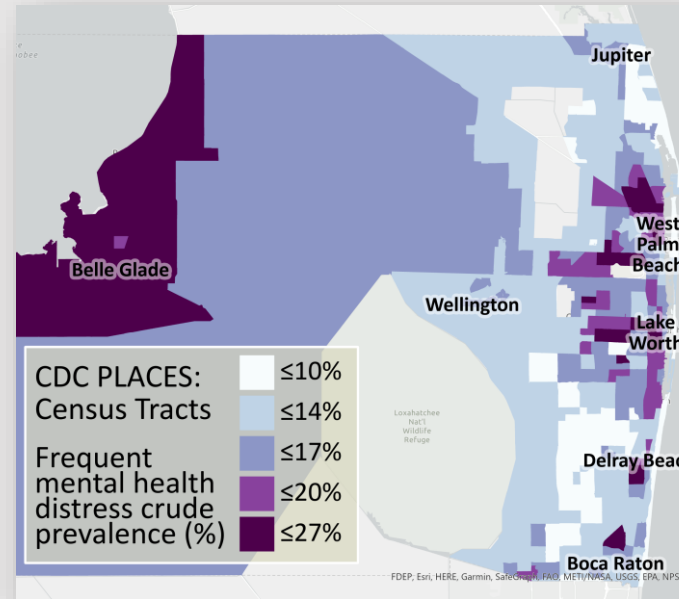 Jupiter
West
Palm
Beach
Belle Glade
Wellington
Lake
Worth
CDC PLACES:
Census Tracts
Frequent
mental health
distress crude
prevalence (%)
≤10%
≤14%
≤17%
≤20%
≤27%
Loxahatchee
Nat'l
Wildlife
Refuge
Delray Beac
Boca Raton
FDEP, Esri, HERE, Garmin, SafeGraph, FAO, METI/NASA, USGS, EPA, NPS